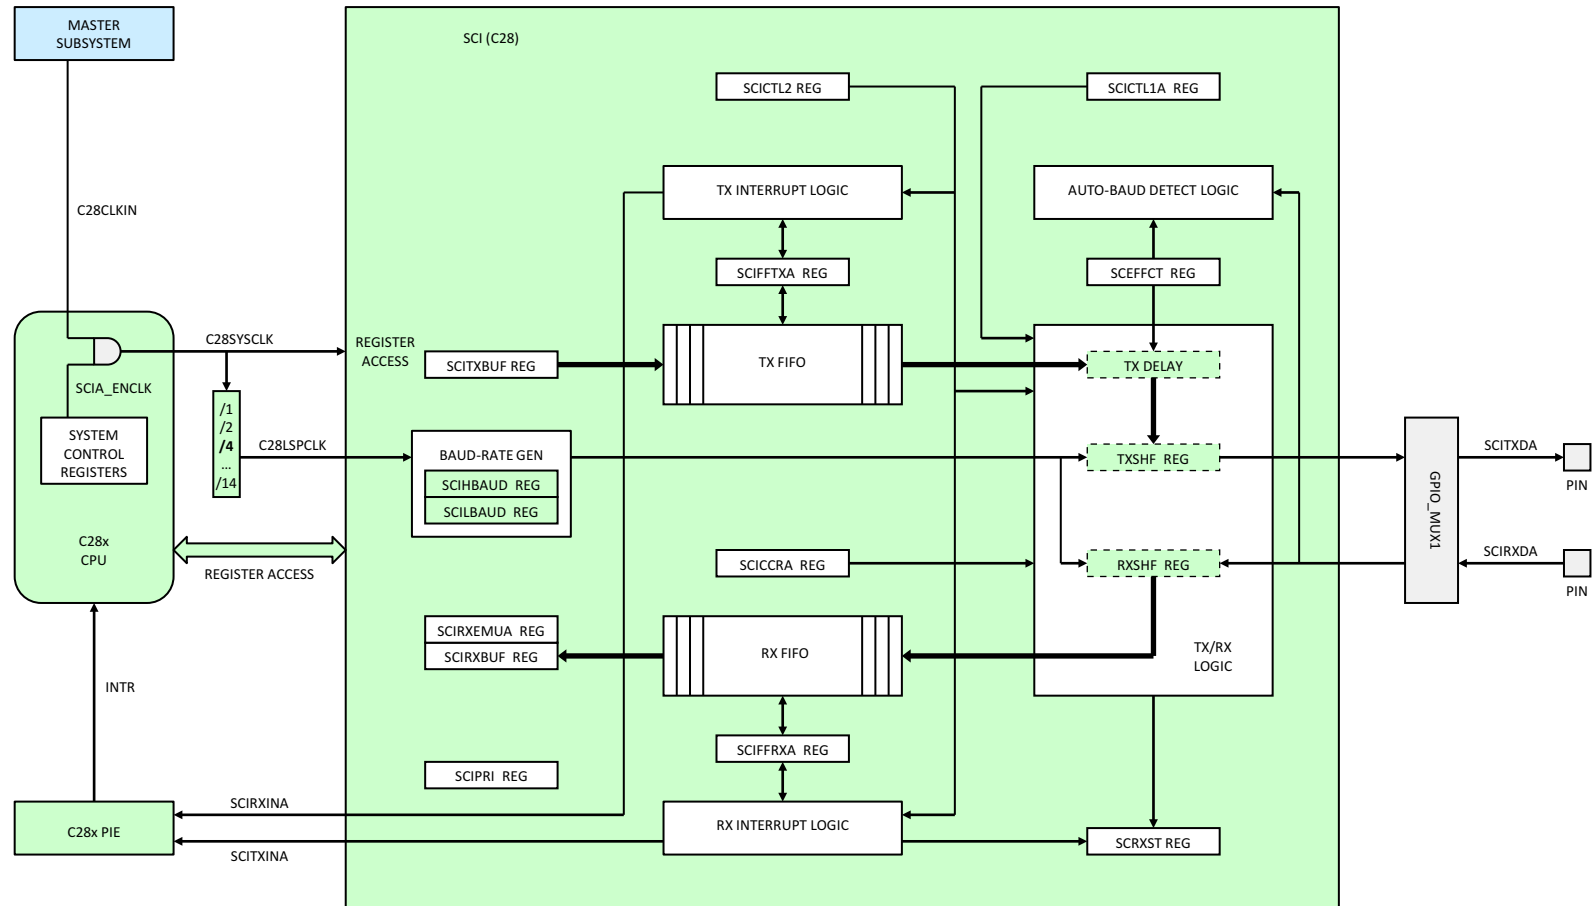 MASTER
SUBSYSTEM
SCI (C28)
SCICTL2 REG
SCICTL1A REG
TX INTERRUPT LOGIC
AUTO-BAUD DETECT LOGIC
C28CLKIN
SCIFFTXA REG
SCEFFCT REG
C28SYSCLK
REGISTER
ACCESS
SCITXBUF REG
TX FIFO
TX DELAY
SCIA_ENCLK
/1
/2
/4
...
/14
SYSTEM
CONTROL
REGISTERS
C28LSPCLK
BAUD-RATE GEN
SCIHBAUD REG
SCILBAUD REG
TXSHF REG
GPIO_MUX1
SCITXDA
PIN
C28x
CPU
REGISTER ACCESS
SCICCRA REG
RXSHF REG
SCIRXDA
PIN
SCIRXEMUA REG
SCIRXBUF REG
RX FIFO
TX/RX
LOGIC
INTR
SCIFFRXA REG
SCIPRI REG
SCIRXINA
C28x PIE
RX INTERRUPT LOGIC
SCRXST REG
SCITXINA